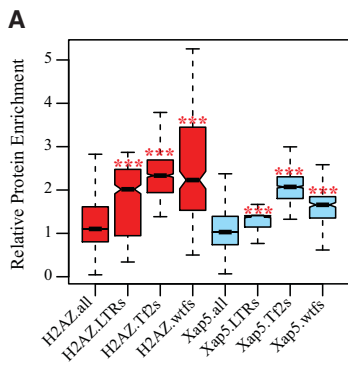 A
Relative Protein Enrichment
5
4
3
2
1
0
***
***
***
***
***
***
H2AZ.all
H2AZ.LTRs
H2AZ.Tf2s
H2AZ.wtfs
Xap5.all
Xap5.LTRs
Xap5.Tf2s
Xap5.wtfs